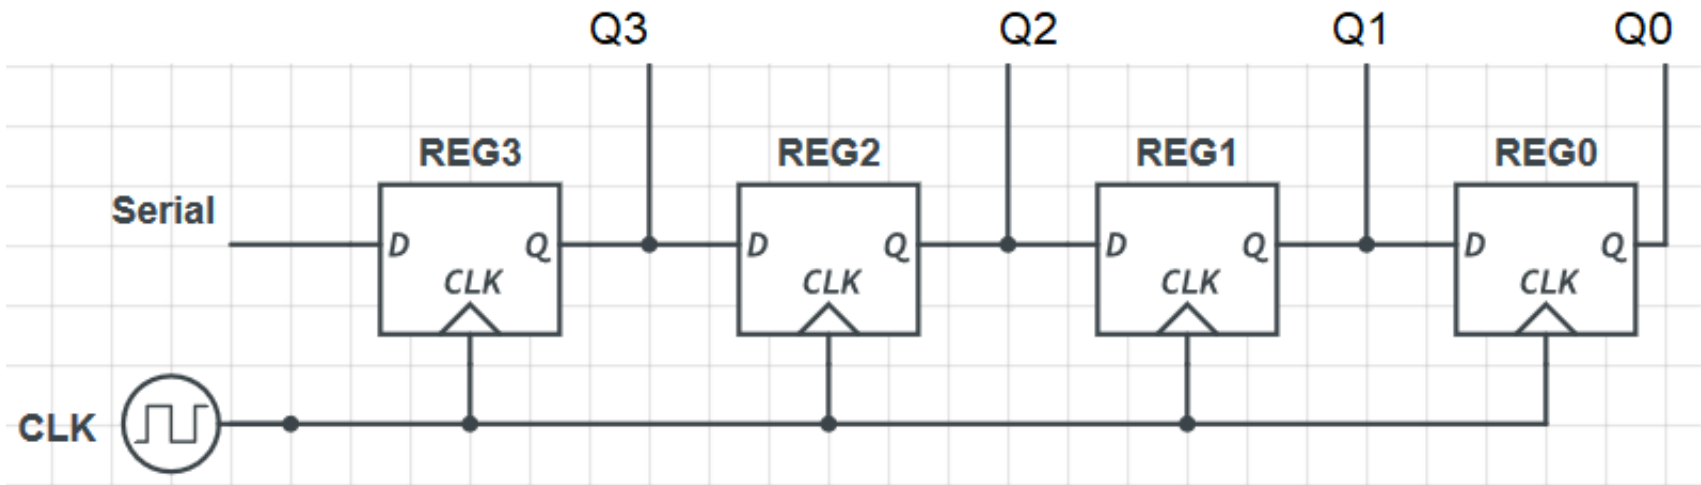 Q3 Q2 Q1 Q0
REG3 REG2 REG1 REG0
Serial
D Q D Q D Q D Q
CLK CLK CLK CLK
CLK